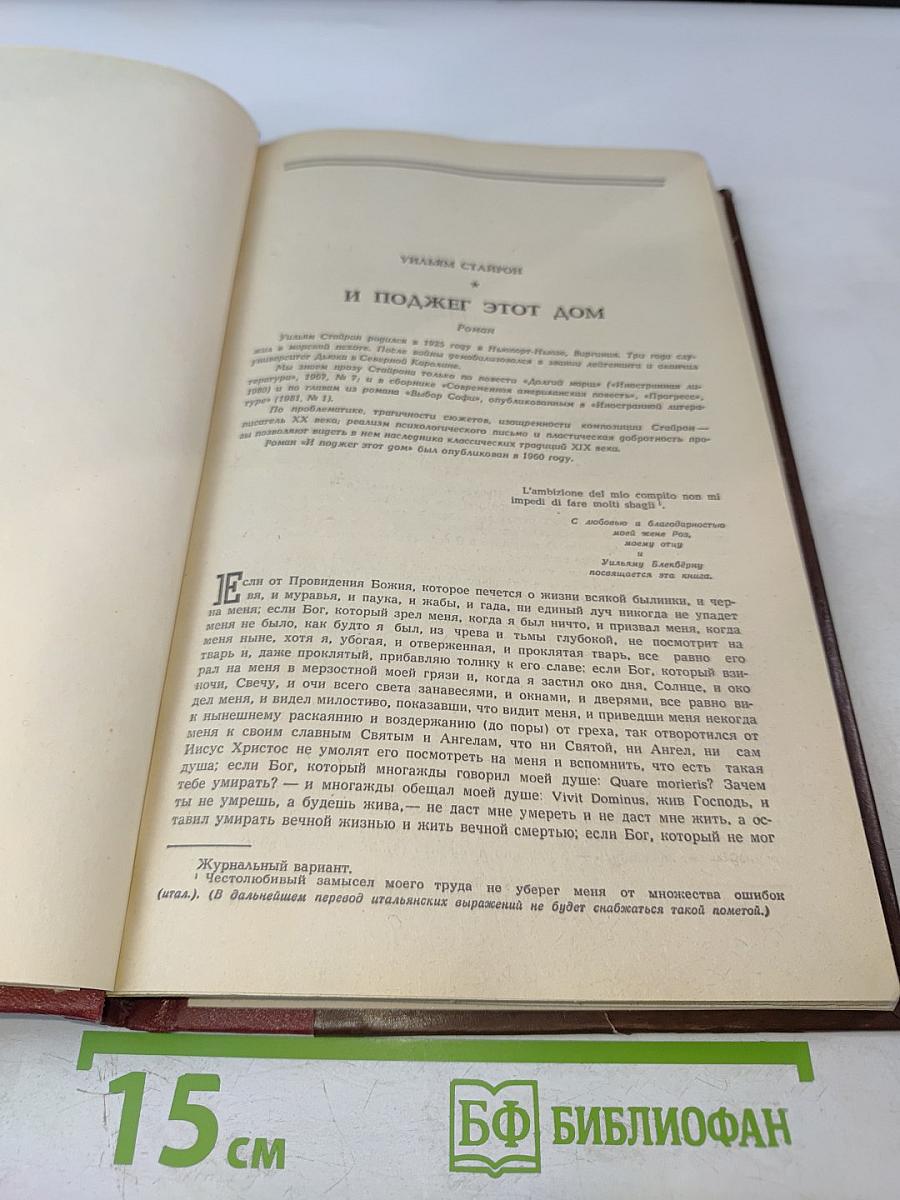 УИЛЬЯМ СТАЙРОН
*
И ПОДЖЕГ ЭТОТ ДОМ
Роман
Уильям Стайрон родился в 1925 году в Ньюпорт-Ньюзе, Виргиния. Три года слу-
жил в морской пехоте. После войны демобилизовался в звании лейтенанта и окончил
университет Дьюка в Северной Каролине.
Мы знаем прозу Стайрона только по повести «Долгий марш» («Иностранная ли-
тература», 1967, № 7; и в сборнике «Современная американская повесть», «Прогресс»,
1980) и по главам из романа «Выбор Софи», опубликованным в «Иностранной литера-
туре» (1981, № 1).
По проблематике, трагичности сюжетов, изощренности композиции Стайрон —
писатель XX века; реализм психологического письма и пластическая добротность про-
зы позволяют видеть в нем наследника классических традиций XIX века.
Роман «И поджег этот дом» был опубликован в 1960 году.
L'ambizione del mio compito non mi
impedì di fare molti sbagli ¹.
С любовью и благодарностью
моей жене Роз,
моему отцу
и
Уильяму Блекбёрну
посвящается эта книга.
Если от Провидения Божия, которое печется о жизни всякой былинки, и чер-
вя, и муравья, и паука, и жабы, и гада, ни единый луч никогда не упадет
на меня; если Бог, который зрел меня, когда я был ничто, и призвал меня, когда
меня не было, как будто я был, из чрева и тьмы глубокой, не посмотрит на
меня ныне, хотя я, убогая, и отверженная, и проклятая тварь, все равно его
тварь и, даже проклятый, прибавляю толику к его славе; если Бог, который взи-
рал на меня в мерзостной моей грязи и, когда я застил око дня, Солнце, и око
ночи, Свечу, и очи всего света занавесями, и окнами, и дверями, все равно ви-
дел меня, и видел милостиво, показавши, что видит меня, и приведши меня некогда
к нынешнему раскаянию и воздержанию (до поры) от греха, так отворотился от
меня к своим славным Святым и Ангелам, что ни Святой, ни Ангел, ни сам
Иисус Христос не умолят его посмотреть на меня и вспомнить, что есть такая
душа; если Бог, который многажды говорил моей душе: Quare morieris? Зачем
тебе умирать? — и многажды обещал моей душе: Vivit Dominus, жив Господь, и
ты не умрешь, а будешь жива,— не даст мне умереть и не даст мне жить, а ос-
тавил умирать вечной жизнью и жить вечной смертью; если Бог, который не мог
Журнальный вариант.
¹ Честолюбивый замысел моего труда не уберег меня от множества ошибок
(итал.). (В дальнейшем перевод итальянских выражений не будет снабжаться такой пометой.)
15 см
БФ БИБЛИОФАН